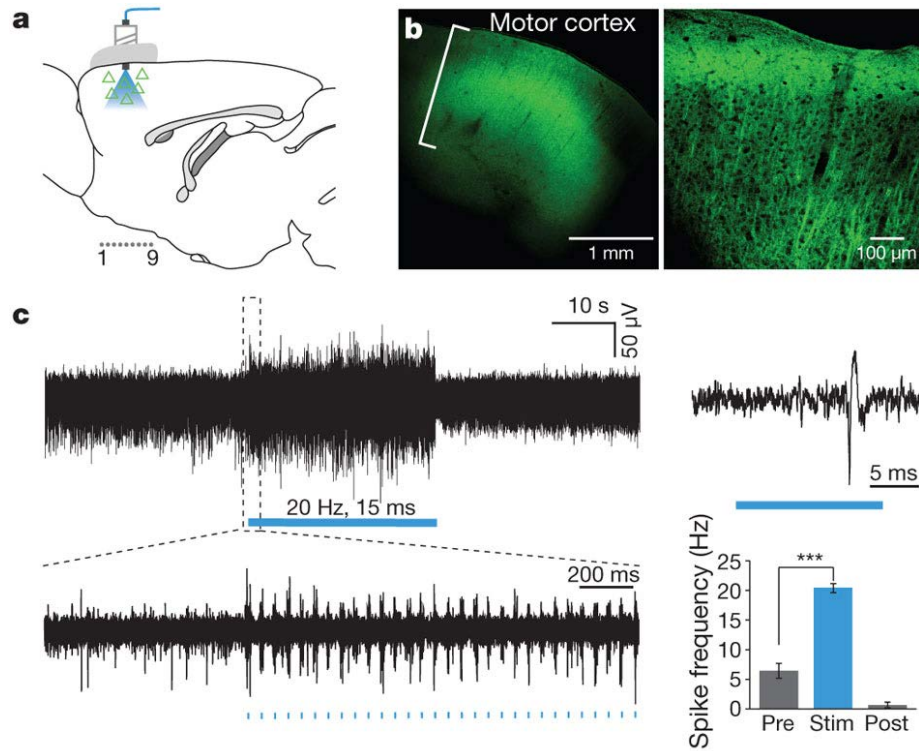 a
1 9
b
Motor cortex
1 mm
100 µm
c
10 s
50 µV
20 Hz, 15 ms
200 ms
5 ms
Spike frequency (Hz)
25
20
15
10
5
0
***
Pre Stim Post